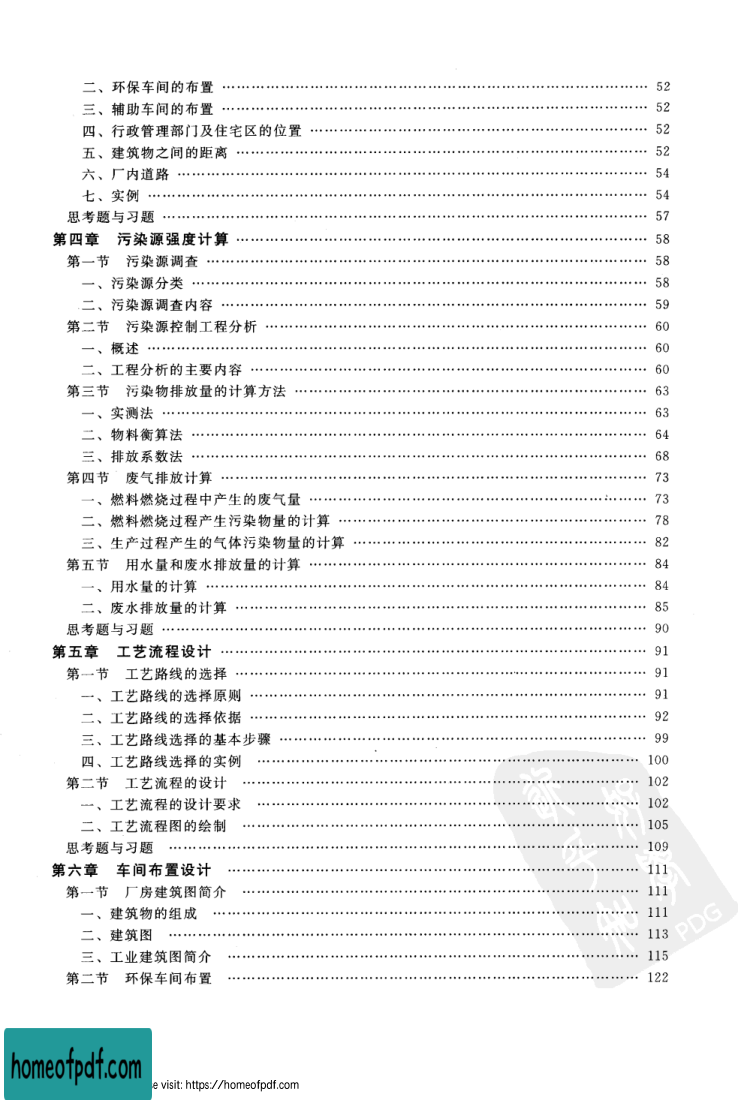 二、环保车间的布置 …… 52
三、辅助车间的布置 …… 52
四、行政管理部门及住宅区的位置 …… 52
五、建筑物之间的距离 …… 52
六、厂内道路 …… 54
七、实例 …… 54
思考题与习题 …… 57
第四章 污染源强度计算 …… 58
第一节 污染源调查 …… 58
一、污染源分类 …… 58
二、污染源调查内容 …… 59
第二节 污染源控制工程分析 …… 60
一、概述 …… 60
二、工程分析的主要内容 …… 60
第三节 污染物排放量的计算方法 …… 63
一、实测法 …… 63
二、物料衡算法 …… 64
三、排放系数法 …… 68
第四节 废气排放计算 …… 73
一、燃料燃烧过程中产生的废气量 …… 73
二、燃料燃烧过程产生污染物量的计算 …… 78
三、生产过程产生的气体污染物量的计算 …… 82
第五节 用水量和废水排放量的计算 …… 84
一、用水量的计算 …… 84
二、废水排放量的计算 …… 85
思考题与习题 …… 90
第五章 工艺流程设计 …… 91
第一节 工艺路线的选择 …… 91
一、工艺路线的选择原则 …… 91
二、工艺路线的选择依据 …… 92
三、工艺路线选择的基本步骤 …… 99
四、工艺路线选择的实例 …… 100
第二节 工艺流程的设计 …… 102
一、工艺流程的设计要求 …… 102
二、工艺流程图的绘制 …… 105
思考题与习题 …… 109
第六章 车间布置设计 …… 111
第一节 厂房建筑图简介 …… 111
一、建筑物的组成 …… 111
二、建筑图 …… 113
三、工业建筑图简介 …… 115
第二节 环保车间布置 …… 122
PDG
homeofpdf.com
e visit: https://homeofpdf.com